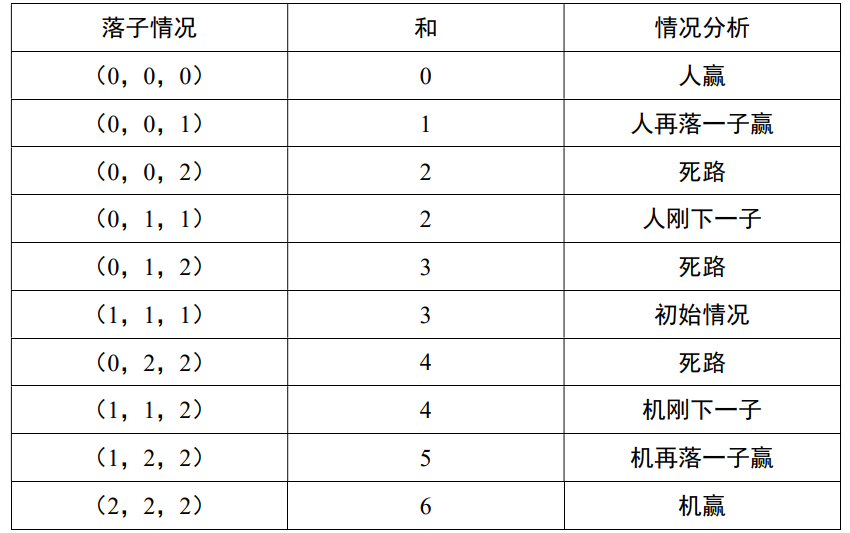 落子情况 和 情况分析
（0，0，0） 0 人赢
（0，0，1） 1 人再落一子赢
（0，0，2） 2 死路
（0，1，1） 2 人刚下一子
（0，1，2） 3 死路
（1，1，1） 3 初始情况
（0，2，2） 4 死路
（1，1，2） 4 机刚下一子
（1，2，2） 5 机再落一子赢
（2，2，2） 6 机赢